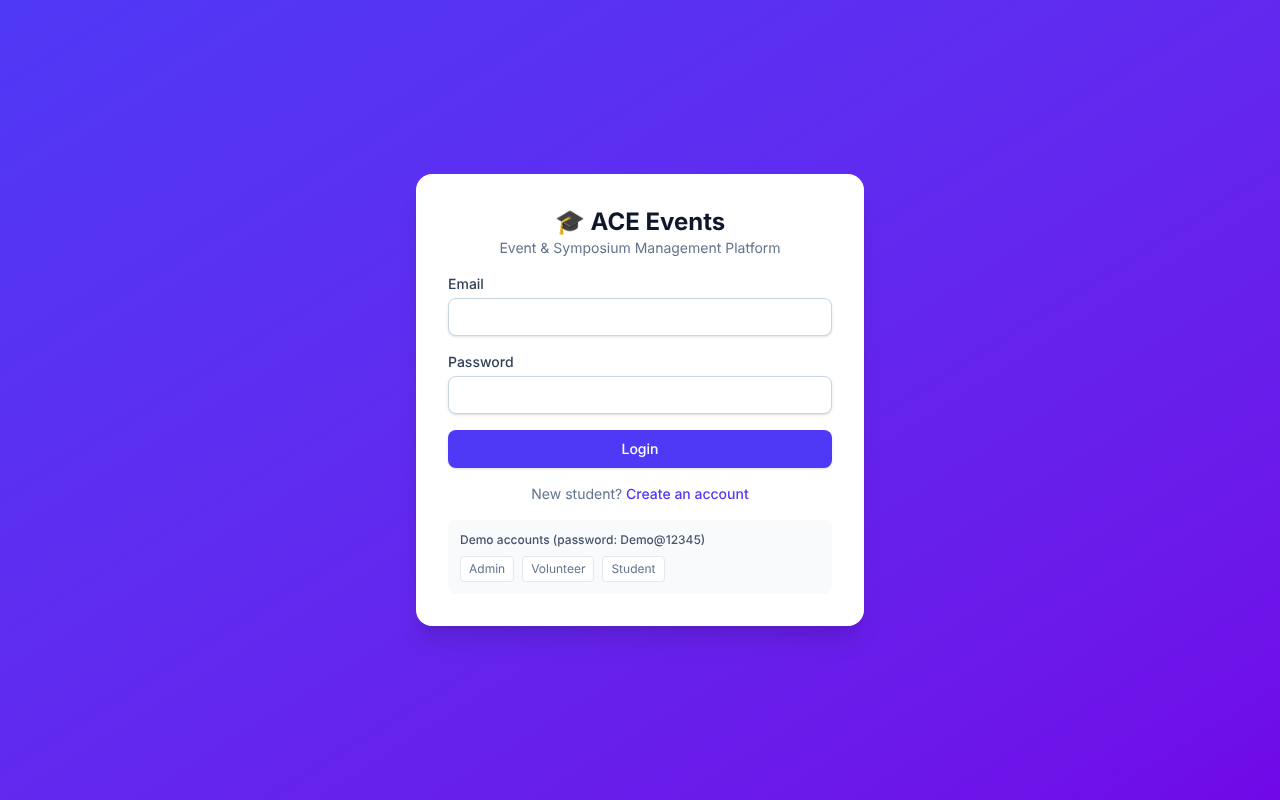 🎓 ACE Events
Event & Symposium Management Platform
Email
Password
Login
New student? Create an account
Demo accounts (password: Demo@12345)
Admin
Volunteer
Student